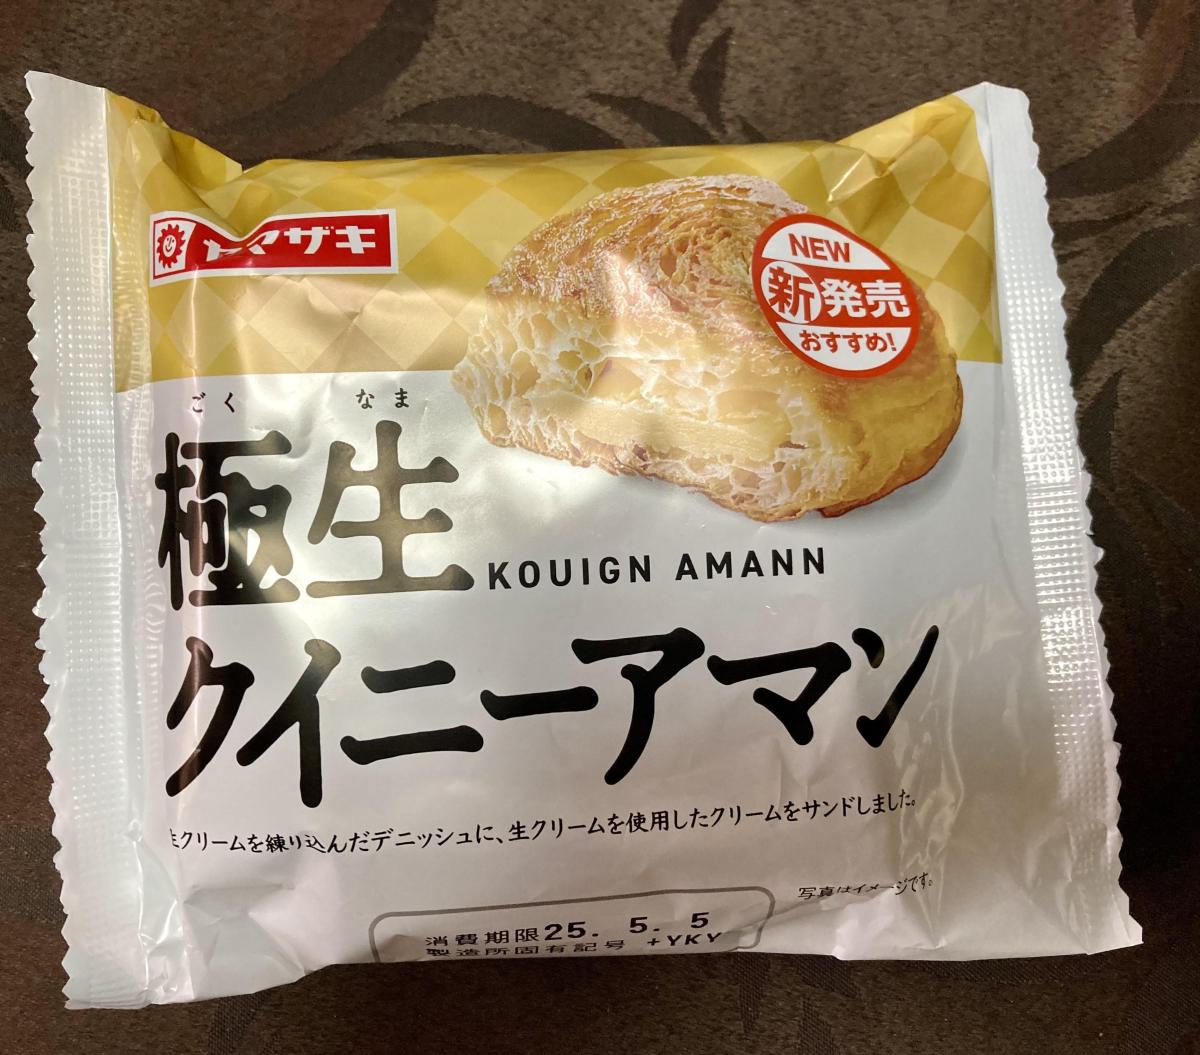 ヤマザキ
NEW
新発売
おすすめ!
ごく なま
極生
KOUIGN AMANN
クイニーアマン
生クリームを練り込んだデニッシュに、生クリームを使用したクリームをサンドしました。
写真はイメージです。
消費期限25. 5. 5
製造所固有記号 +YKY